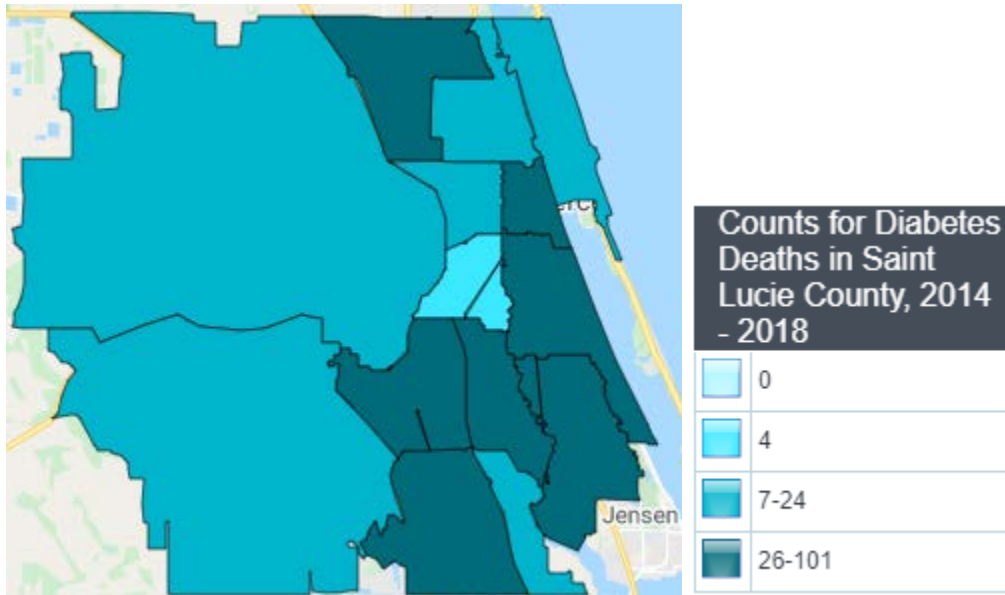 Counts for Diabetes
Deaths in Saint
Lucie County, 2014
- 2018
0
4
7-24
26-101
Jensen